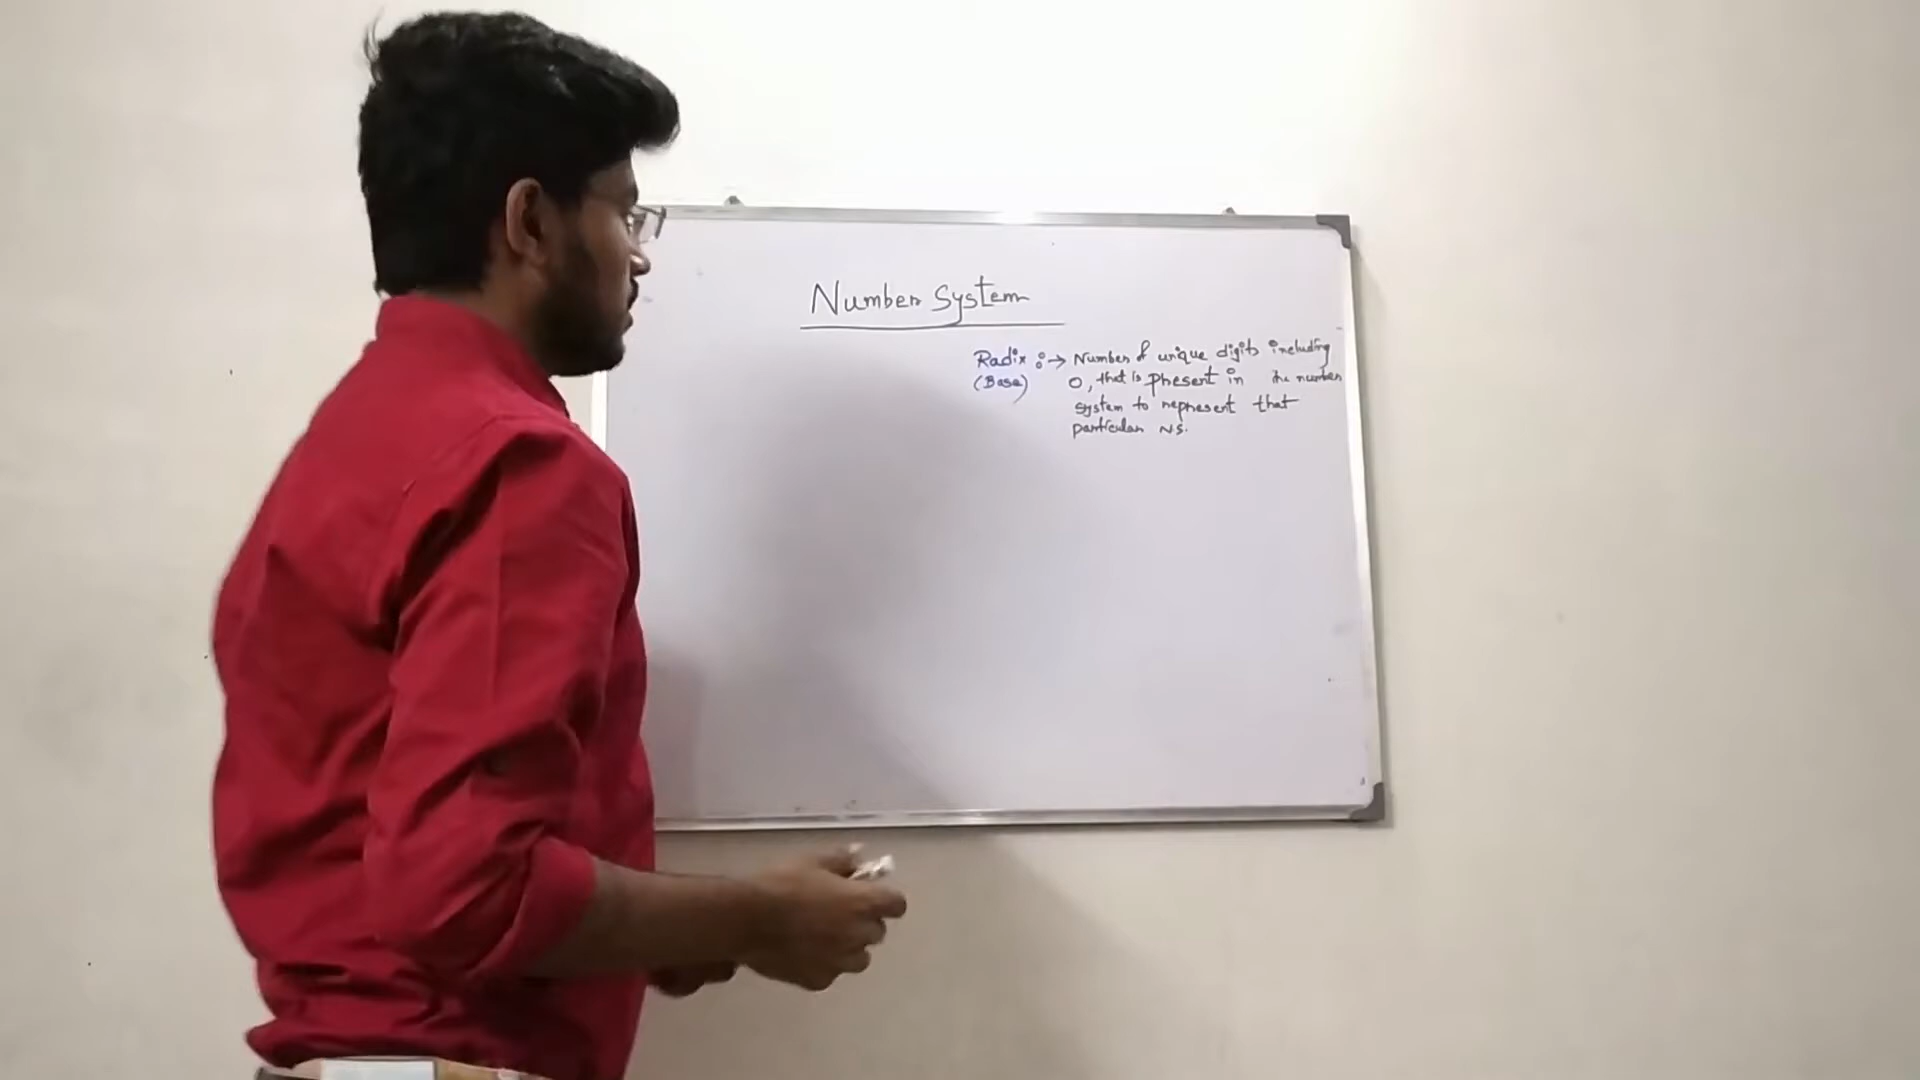 Number System
Radix :→ Number of unique digits including
(Base) 0, that is present in the number
system to represent that
particular N.S.